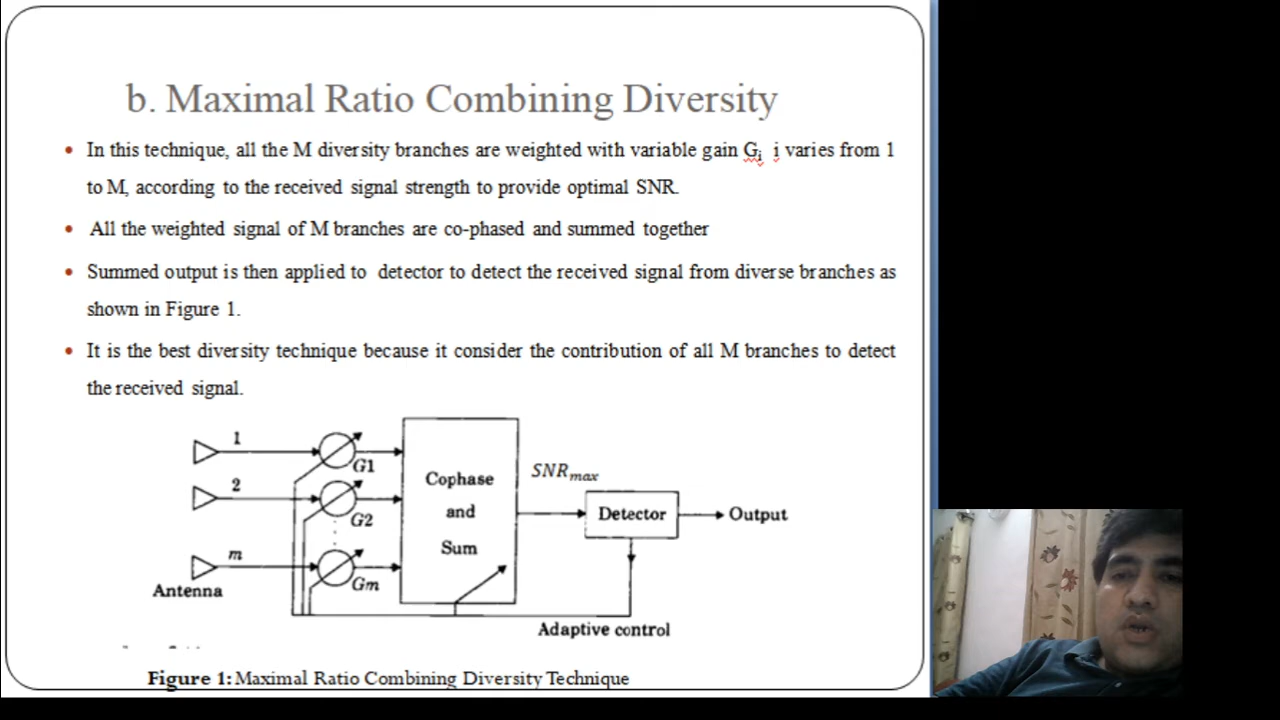 b. Maximal Ratio Combining Diversity
• In this technique, all the M diversity branches are weighted with variable gain Gi i varies from 1
to M, according to the received signal strength to provide optimal SNR.
• All the weighted signal of M branches are co-phased and summed together
• Summed output is then applied to detector to detect the received signal from diverse branches as
shown in Figure 1.
• It is the best diversity technique because it consider the contribution of all M branches to detect
the received signal.
1
G1
2
G2
m
Gm
Antenna
Cophase
and
Sum
SNRmax
Detector
Output
Adaptive control
Figure 1: Maximal Ratio Combining Diversity Technique